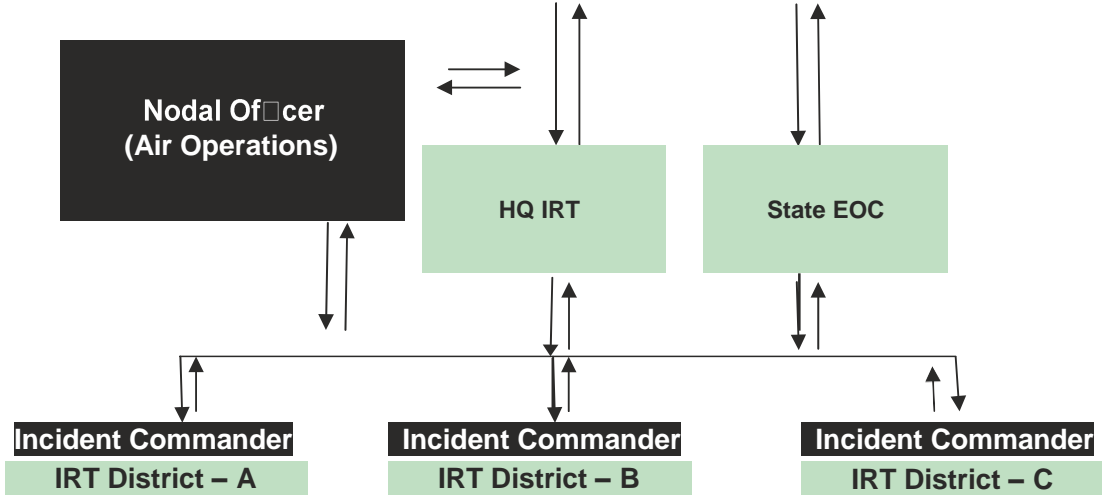 Nodal Of□cer
(Air Operations)
HQ IRT
State EOC
Incident Commander
IRT District – A
Incident Commander
IRT District – B
Incident Commander
IRT District – C